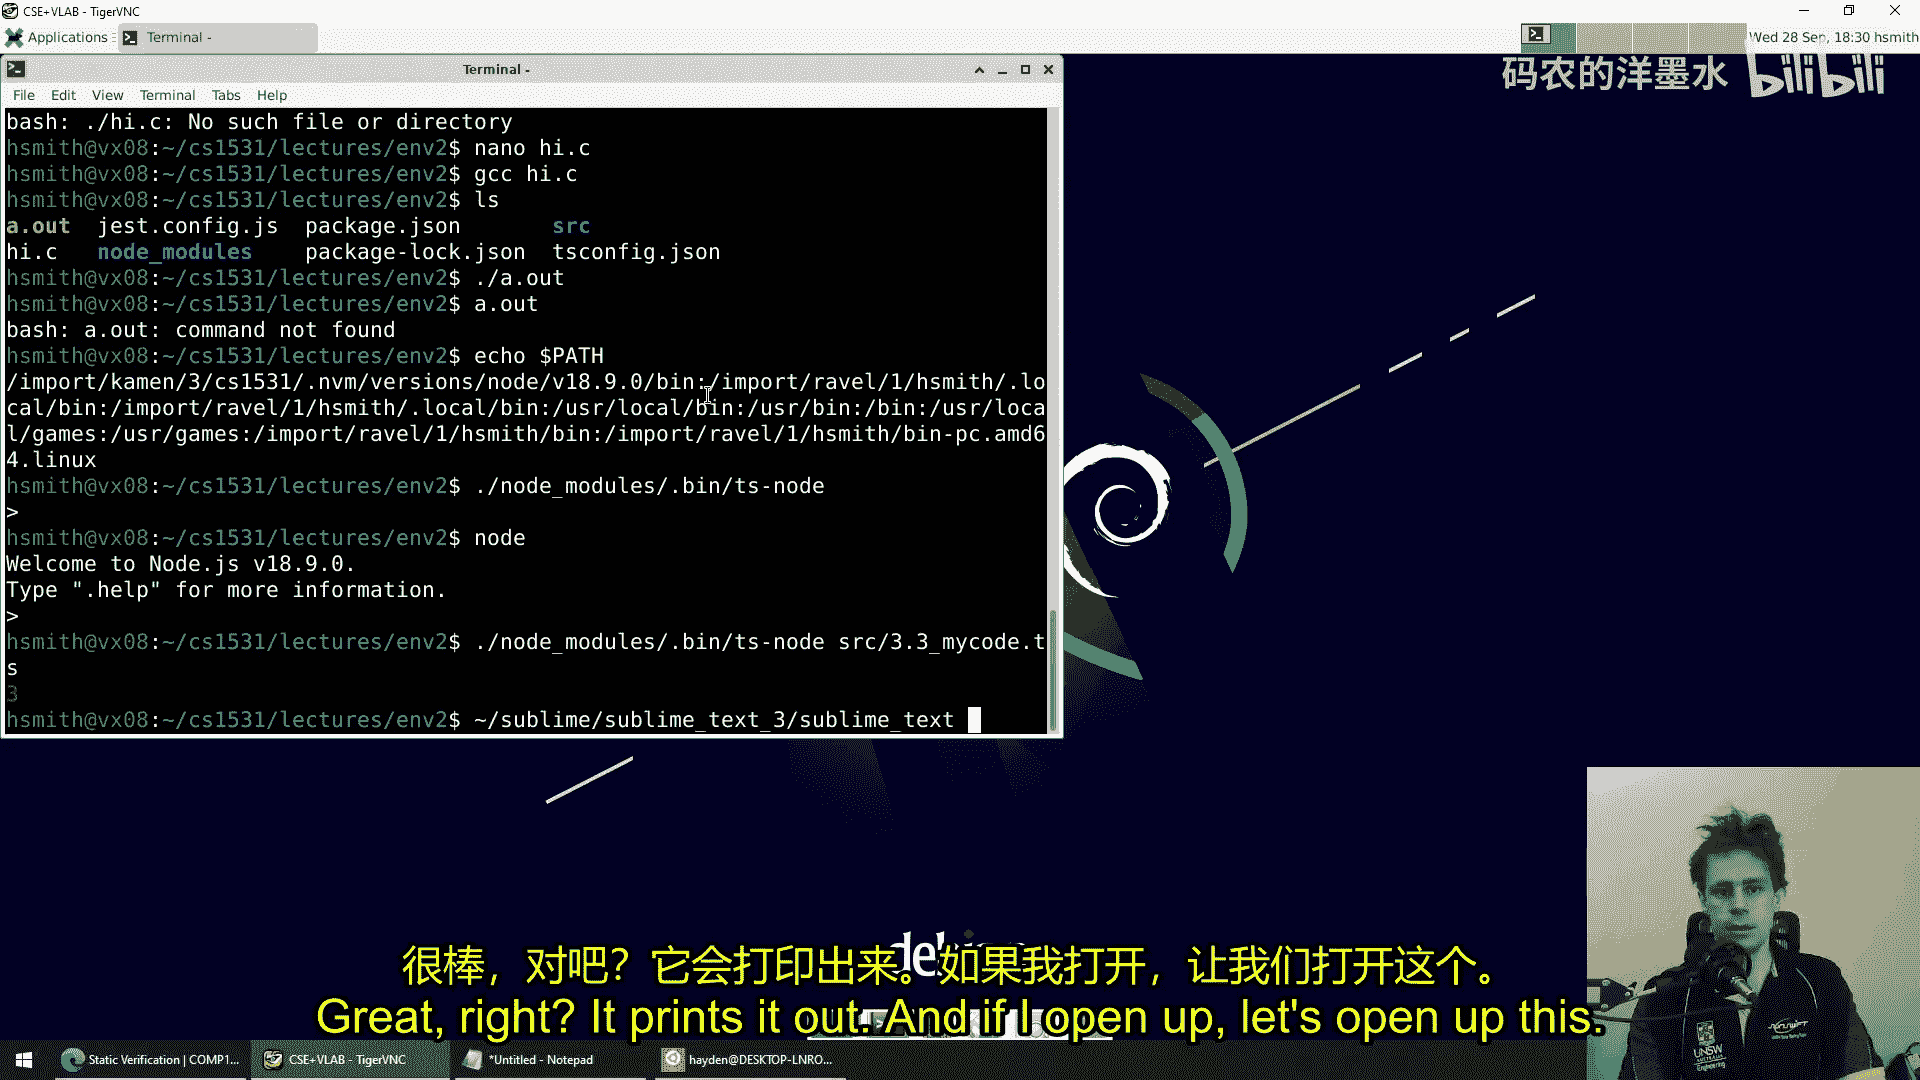 CSE+VLAB - TigerVNC
Applications
Terminal -
Wed 28 Sep, 18:30 hsmith
Terminal -
File Edit View Terminal Tabs Help
码农的洋墨水 bilibili
bash: ./hi.c: No such file or directory
hsmith@vx08:~/cs1531/lectures/env2$ nano hi.c
hsmith@vx08:~/cs1531/lectures/env2$ gcc hi.c
hsmith@vx08:~/cs1531/lectures/env2$ ls
a.out jest.config.js package.json src
hi.c node_modules package-lock.json tsconfig.json
hsmith@vx08:~/cs1531/lectures/env2$ ./a.out
hsmith@vx08:~/cs1531/lectures/env2$ a.out
bash: a.out: command not found
hsmith@vx08:~/cs1531/lectures/env2$ echo $PATH
/import/kamen/3/cs1531/.nvm/versions/node/v18.9.0/bin:/import/ravel/1/hsmith/.lo
cal/bin:/import/ravel/1/hsmith/.local/bin:/usr/local/bin:/usr/bin:/bin:/usr/loca
l/games:/usr/games:/import/ravel/1/hsmith/bin:/import/ravel/1/hsmith/bin-pc.amd6
4.linux
hsmith@vx08:~/cs1531/lectures/env2$ ./node_modules/.bin/ts-node
>
hsmith@vx08:~/cs1531/lectures/env2$ node
Welcome to Node.js v18.9.0.
Type ".help" for more information.
>
hsmith@vx08:~/cs1531/lectures/env2$ ./node_modules/.bin/ts-node src/3.3_mycode.t
s
3
hsmith@vx08:~/cs1531/lectures/env2$ ~/sublime/sublime_text_3/sublime_text
很棒，对吧？它会打印出来。如果我打开，让我们打开这个。
Great, right? It prints it out. And if I open up, let's open up this.
UNSW
Engineering
Static Verification | COMP1...
CSE+VLAB - TigerVNC
*Untitled - Notepad
hayden@DESKTOP-LNRO...